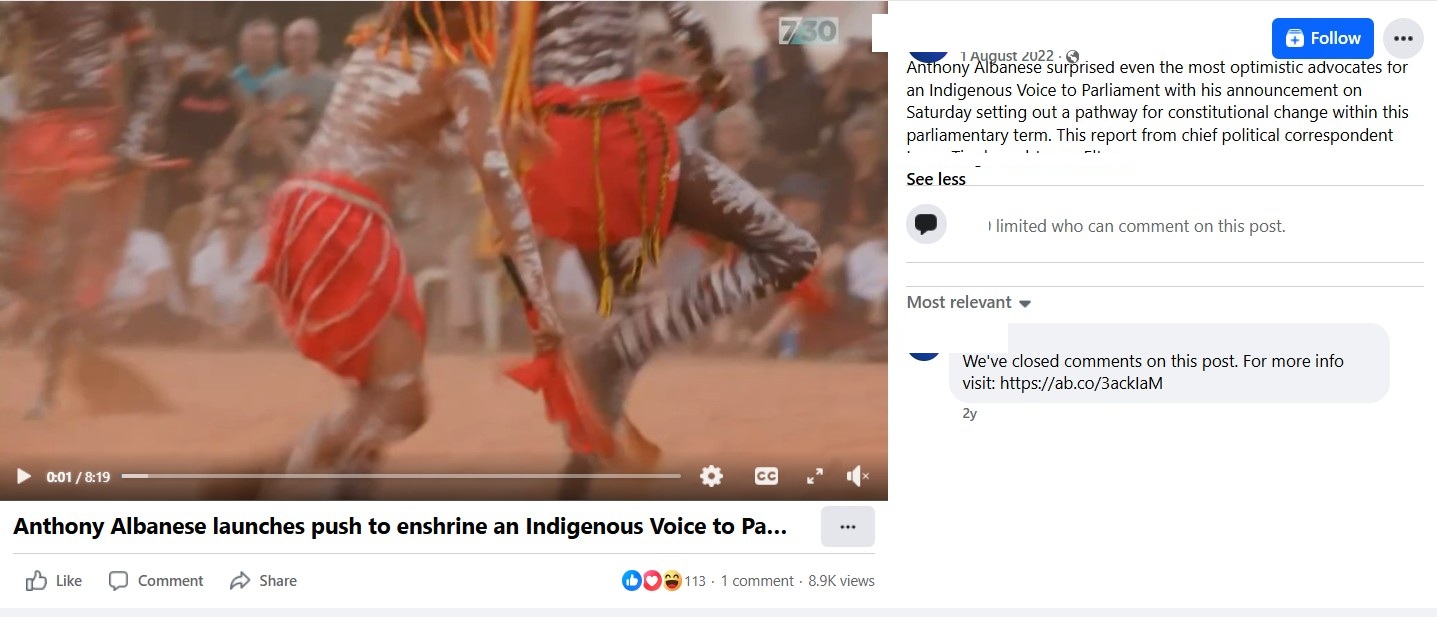 7.30
0:01 / 8:19
CC
Anthony Albanese launches push to enshrine an Indigenous Voice to Pa...
Like
Comment
Share
113 · 1 comment · 8.9K views
Follow
1 August 2022 ·
Anthony Albanese surprised even the most optimistic advocates for
an Indigenous Voice to Parliament with his announcement on
Saturday setting out a pathway for constitutional change within this
parliamentary term. This report from chief political correspondent
See less
limited who can comment on this post.
Most relevant
We've closed comments on this post. For more info
visit: https://ab.co/3ackIaM
2y